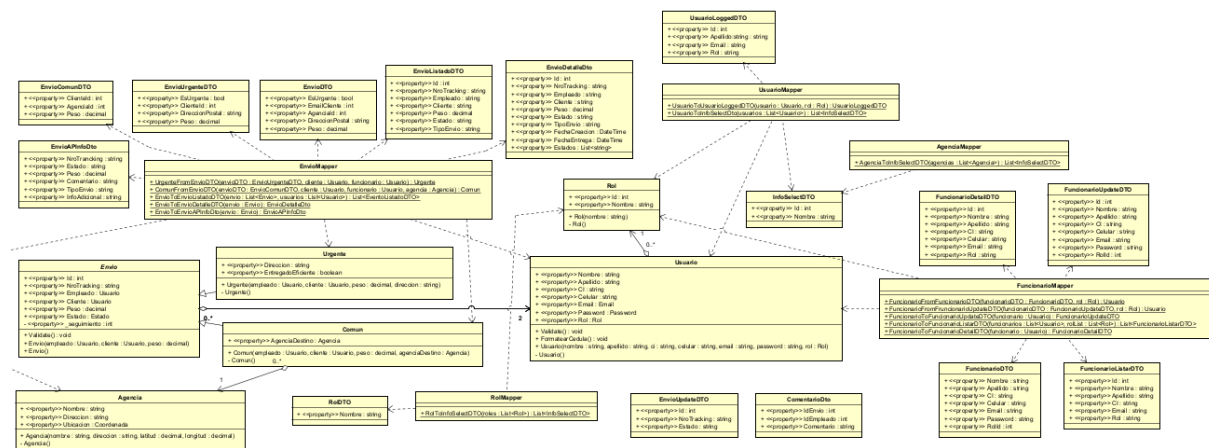 UsuarioLoggedDTO
+ <<property>> Id : int
+ <<property>> Apellido:string : string
+ <<property>> Email : string
+ <<property>> Rol : string
EnvioComunDTO
+ <<property>> ClienteId : int
+ <<property>> AgenciaId : int
+ <<property>> Peso : decimal
EnvioUrgenteDTO
+ <<property>> EsUrgente : bool
+ <<property>> ClienteId : int
+ <<property>> DireccionPostal : string
+ <<property>> Peso : decimal
EnvioDTO
+ <<property>> EsUrgente : bool
+ <<property>> EmailCliente : string
+ <<property>> AgenciaId : int
+ <<property>> DireccionPostal : string
+ <<property>> Peso : decimal
EnvioListadoDTO
+ <<property>> Id : int
+ <<property>> NroTracking : string
+ <<property>> Empleado : string
+ <<property>> Cliente : string
+ <<property>> Peso : decimal
+ <<property>> Estado : string
+ <<property>> TipoEnvio : string
EnvioDetalleDto
+ <<property>> Id : int
+ <<property>> NroTracking : string
+ <<property>> Empleado : string
+ <<property>> Cliente : string
+ <<property>> Peso : decimal
+ <<property>> Estado : string
+ <<property>> TipoEnvio : string
+ <<property>> FechaCreacion : DateTime
+ <<property>> FechaEntrega : DateTime
+ <<property>> Estados : List<string>
UsuarioMapper
+ UsuarioToUsuarioLoggedDTO(usuario : Usuario, rol : Rol) : UsuarioLoggedDTO
+ UsuarioToInfoSelectDto(usuarios : List<Usuario>) : List<InfoSelectDTO>
AgenciaMapper
+ AgenciaToInfoSelectDTO(agencias : List<Agencia>) : List<InfoSelectDTO>
EnvioAPInfoDto
+ <<property>> NroTrancking : string
+ <<property>> Estado : string
+ <<property>> Peso : decimal
+ <<property>> Comentario : string
+ <<property>> TipoEnvio : string
+ <<property>> InfoAdicional : string
EnvioMapper
+ UrgenteFromEnvioDTO(envioDTO : EnvioUrgenteDTO, cliente : Usuario, funcionario : Usuario) : Urgente
+ ComunFromEnvioDTO(envioDTO : EnvioComunDTO, cliente : Usuario, funcionario : Usuario, agencia : Agencia) : Comun
+ EnvioToEnvioListadoDTO(envio : List<Envio>, usuarios : List<Usuario>) : List<EventoListadoDTO>
+ EnvioToEnvioDetalleDTO(envio : Envio) : EnvioDetalleDto
+ EnvioToEnvioAPInfoDto(envio : Envio) : EnvioAPInfoDto
Rol
+ <<property>> Id : int
+ <<property>> Nombre : string
+ Rol(nombre : string)
- Rol()
InfoSelectDTO
+ <<property>> Id : int
+ <<property>> Nombre : string
FuncionarioDetallDTO
+ <<property>> Id : int
+ <<property>> Nombre : string
+ <<property>> Apellido : string
+ <<property>> CI : string
+ <<property>> Celular : string
+ <<property>> Email : string
+ <<property>> Rol : string
FuncionarioUpdateDTO
+ <<property>> Id : int
+ <<property>> Nombre : string
+ <<property>> Apellido : string
+ <<property>> CI : string
+ <<property>> Celular : string
+ <<property>> Email : string
+ <<property>> Password : string
+ <<property>> RolId : int
1
0..*
Envio
+ <<property>> Id : int
+ <<property>> NroTracking : string
+ <<property>> Empleado : Usuario
+ <<property>> Cliente : Usuario
+ <<property>> Peso : decimal
+ <<property>> Estado : Estado
- <<property>> _seguimiento : int
+ Validate() : void
+ Envio(empleado : Usuario, cliente : Usuario, peso : decimal)
+ Envio()
Urgente
+ <<property>> Direccion : string
+ <<property>> EntregadoEficiente : boolean
+ Urgente(empleado : Usuario, cliente : Usuario, peso : decimal, direccion : string)
- Urgente()
0..*
2
Usuario
+ <<property>> Nombre : string
+ <<property>> Apellido : string
+ <<property>> CI : string
+ <<property>> Celular : string
+ <<property>> Email : Email
+ <<property>> Password : Password
+ <<property>> Rol : Rol
+ Validate() : void
+ FormatearCedula() : void
+ Usuario(nombre : string, apellido : string, ci : string, celular : string, email : string, password : string, rol : Rol)
- Usuario()
FuncionarioMapper
+ FuncionarioFromFuncionarioDTO(funcionarioDTO : FuncionarioDTO, rol : Rol) : Usuario
+ FuncionarioFromFruncionarioUpdateDTO(funcionarioDTO : FuncionarioUpdateDTO, rol : Rol) : Usuario
+ FuncionarioToFuncionarioUpdateDTO(funcionario : Usuario) : FuncionarioUpdateDTO
+ FuncionarioToFuncionarioListarDTO(funcionarios : List<Usuario>, rolList : List<Rol>) : List<FuncionarioListarDTO>
+ FuncionarioToFuncionarioDetallDTO(funcionario : Usuario) : FuncionarioDetallDTO
Comun
+ <<property>> AgenciaDestino : Agencia
+ Comun(empleado : Usuario, cliente : Usuario, peso : decimal, agenciaDestino : Agencia)
- Comun()
0..*
1
Agencia
+ <<property>> Nombre : string
+ <<property>> Direccion : string
+ <<property>> Ubicacion : Coordenada
+ Agencia(nombre : string, direccion : string, latitud : decimal, longitud : decimal)
- Agencia()
RolDTO
+ <<property>> Nombre : string
RolMapper
+ RolToInfoSelectDTO(roles : List<Rol>) : List<InfoSelectDTO>
EnvioUpdateDTO
+ <<property>> Id : int
+ <<property>> NroTracking : string
+ <<property>> Estado : string
ComentarioDto
+ <<property>> IdEnvio : int
+ <<property>> IdEmpleado : int
+ <<property>> Comentario : string
FuncionarioDTO
+ <<property>> Nombre : string
+ <<property>> Apellido : string
+ <<property>> CI : string
+ <<property>> Celular : string
+ <<property>> Email : string
+ <<property>> Password : string
+ <<property>> RolId : int
FuncionarioListarDTO
+ <<property>> Id : int
+ <<property>> Nombre : string
+ <<property>> Apellido : string
+ <<property>> CI : string
+ <<property>> Email : string
+ <<property>> Rol : string